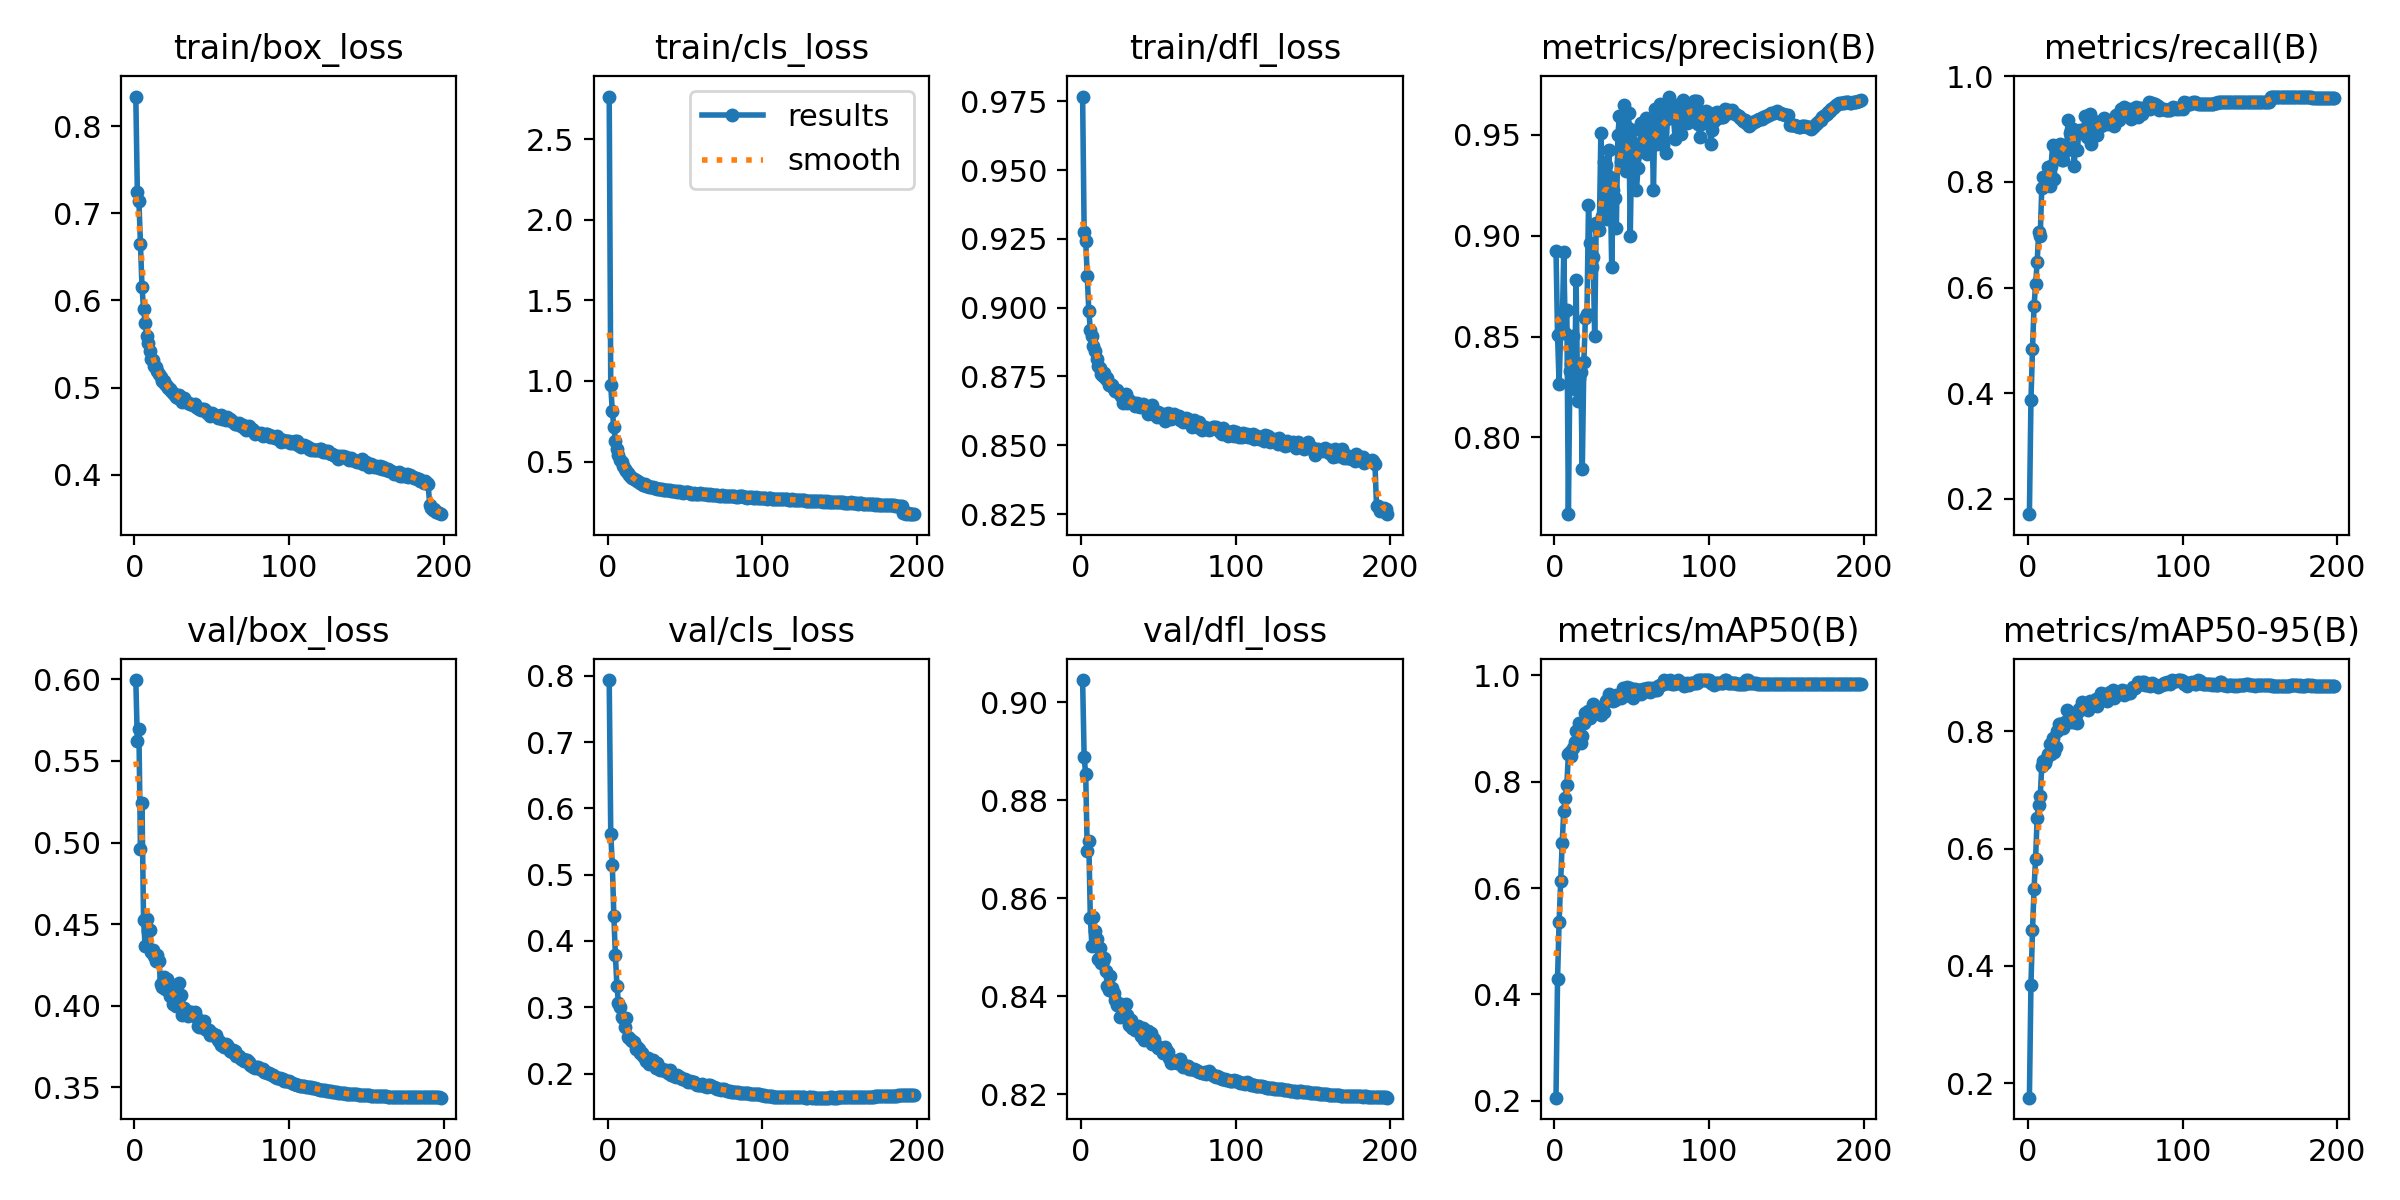 train/box_loss
0.8
0.7
0.6
0.5
0.4
0 100 200
train/cls_loss
results
smooth
2.5
2.0
1.5
1.0
0.5
0 100 200
train/dfl_loss
0.975
0.950
0.925
0.900
0.875
0.850
0.825
0 100 200
metrics/precision(B)
0.95
0.90
0.85
0.80
0 100 200
metrics/recall(B)
1.0
0.8
0.6
0.4
0.2
0 100 200
val/box_loss
0.60
0.55
0.50
0.45
0.40
0.35
0 100 200
val/cls_loss
0.8
0.7
0.6
0.5
0.4
0.3
0.2
0 100 200
val/dfl_loss
0.90
0.88
0.86
0.84
0.82
0 100 200
metrics/mAP50(B)
1.0
0.8
0.6
0.4
0.2
0 100 200
metrics/mAP50-95(B)
0.8
0.6
0.4
0.2
0 100 200